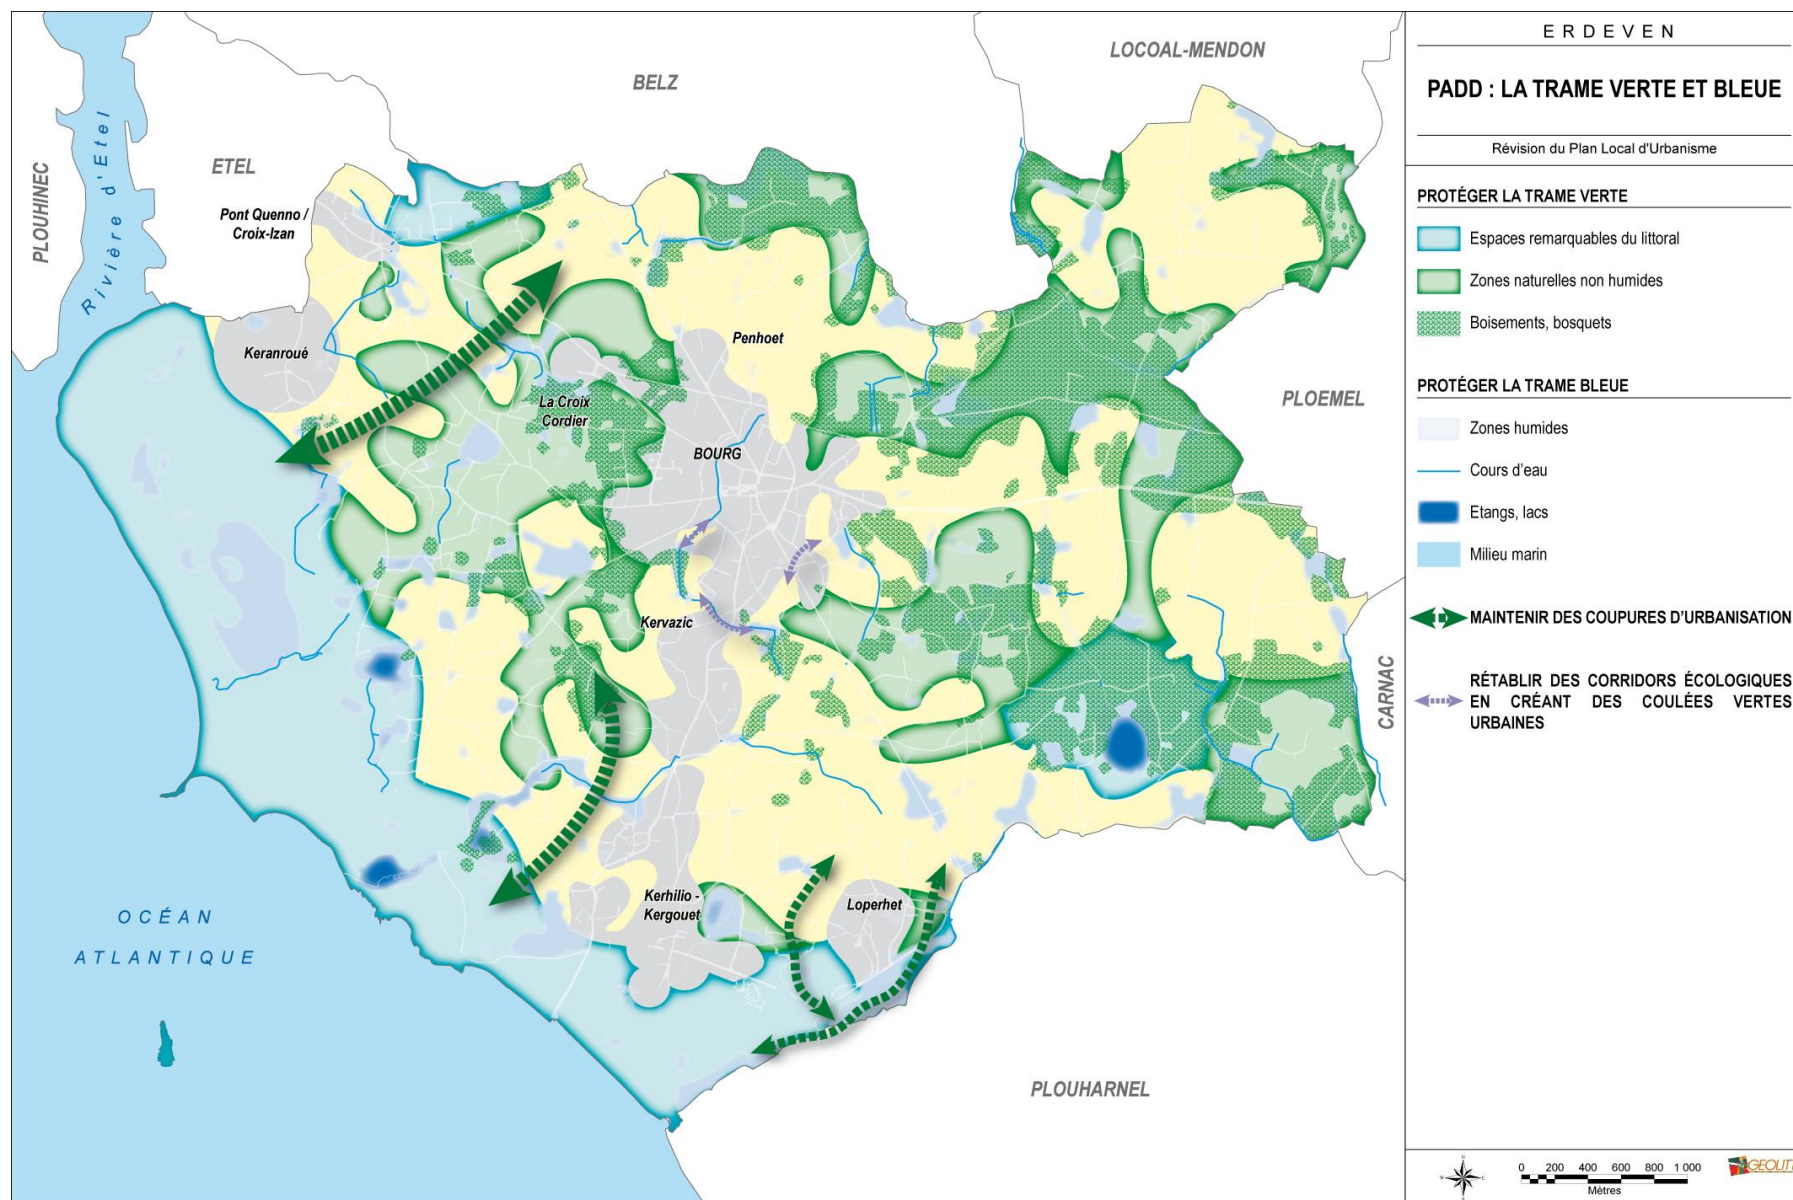 ERDEVEN
PADD : LA TRAME VERTE ET BLEUE
Révision du Plan Local d'Urbanisme
PROTÉGER LA TRAME VERTE
Espaces remarquables du littoral
Zones naturelles non humides
Boisements, bosquets
PROTÉGER LA TRAME BLEUE
Zones humides
Cours d'eau
Etangs, lacs
Milieu marin
MAINTENIR DES COUPURES D'URBANISATION
RÉTABLIR DES CORRIDORS ÉCOLOGIQUES
EN CRÉANT DES COULÉES VERTES
URBAINES
0 200 400 600 800 1 000
Mètres
GEOLIT
N
LOCOAL-MENDON
BELZ
ETEL
PLOUHINEC
Rivière d'Etel
Pont Quenno /
Croix-Izan
Keranroué
Penhoet
La Croix
Cordier
BOURG
PLOEMEL
Kervazic
CARNAC
Kerhilio -
Kergouet
Loperhet
OCÉAN
ATLANTIQUE
PLOUHARNEL